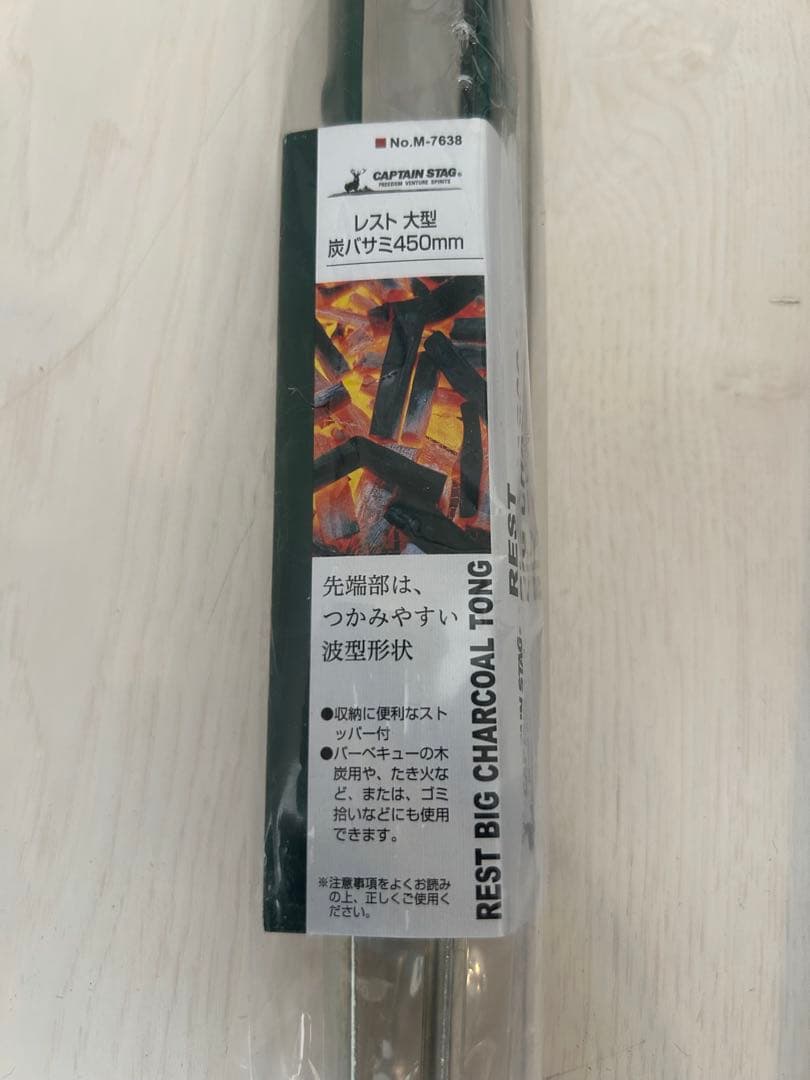 ■ No.M-7638
CAPTAIN STAG®
FREEDOM VENTURE SPIRITS
レスト 大型
炭バサミ450mm
先端部は、
つかみやすい
波型形状
●収納に便利なスト
ッパー付
●バーベキューの木
炭用や、たき火な
ど、または、ゴミ
拾いなどにも使用
できます。
※注意事項をよくお読み
の上、正しくご使用く
ださい。
REST BIG CHARCOAL TONG
REST